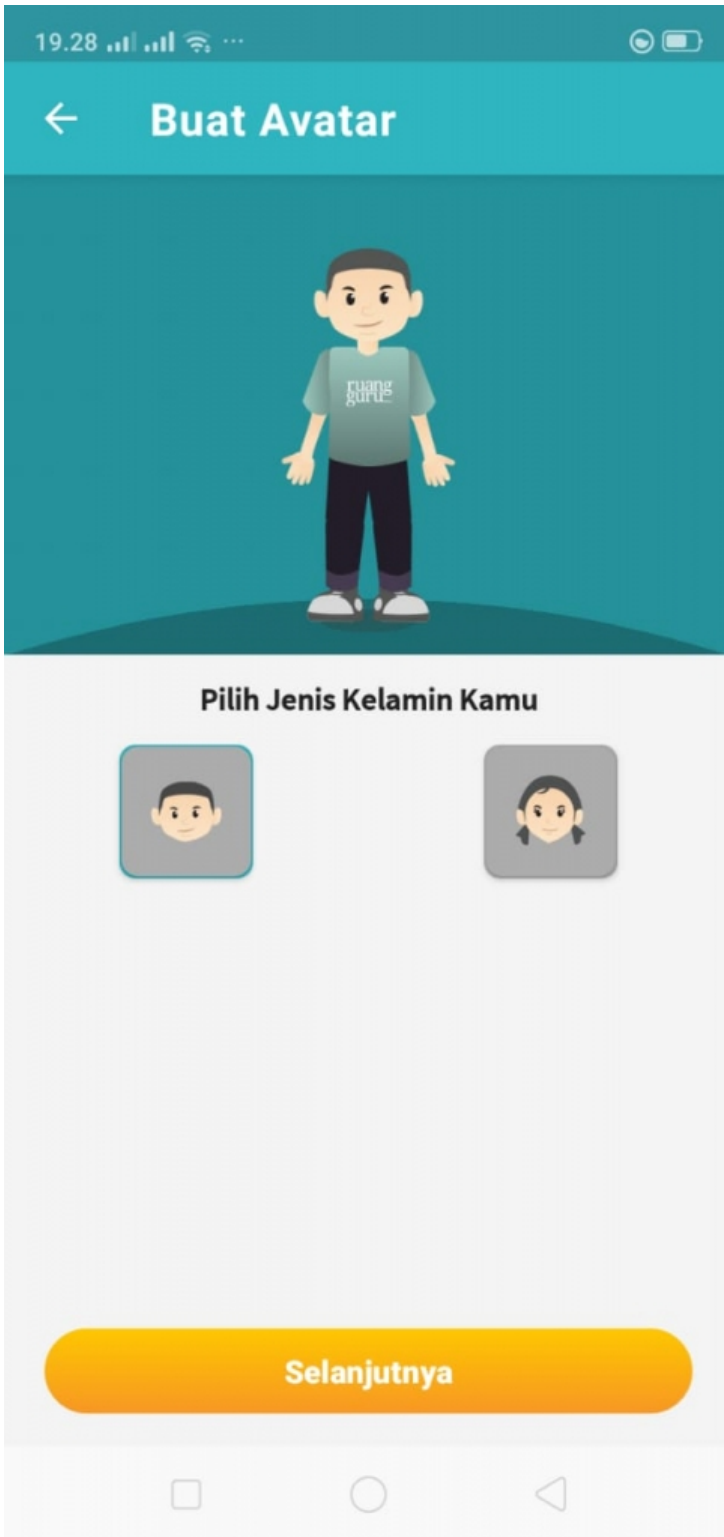 19.28
Buat Avatar
ruang
guru
Pilih Jenis Kelamin Kamu
Selanjutnya